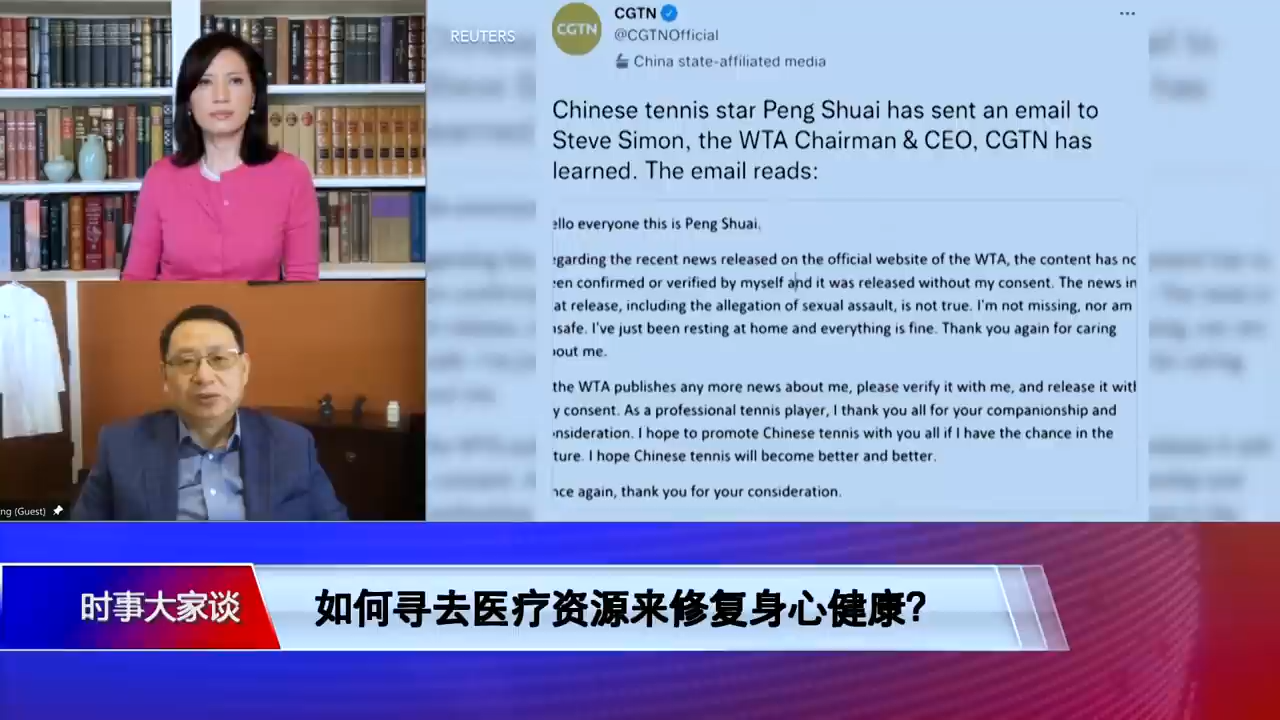 REUTERS
CGTN
CGTN
@CGTNOfficial
China state-affiliated media
Chinese tennis star Peng Shuai has sent an email to
Steve Simon, the WTA Chairman & CEO, CGTN has
learned. The email reads:
ello everyone this is Peng Shuai.
egarding the recent news released on the official website of the WTA, the content has no
en confirmed or verified by myself and it was released without my consent. The news in
at release, including the allegation of sexual assault, is not true. I'm not missing, nor am
nsafe. I've just been resting at home and everything is fine. Thank you again for caring
out me.
the WTA publishes any more news about me, please verify it with me, and release it with
y consent. As a professional tennis player, I thank you all for your companionship and
nsideration. I hope to promote Chinese tennis with you all if I have the chance in the
ture. I hope Chinese tennis will become better and better.
nce again, thank you for your consideration.
ng (Guest)
时事大家谈
如何寻去医疗资源来修复身心健康?